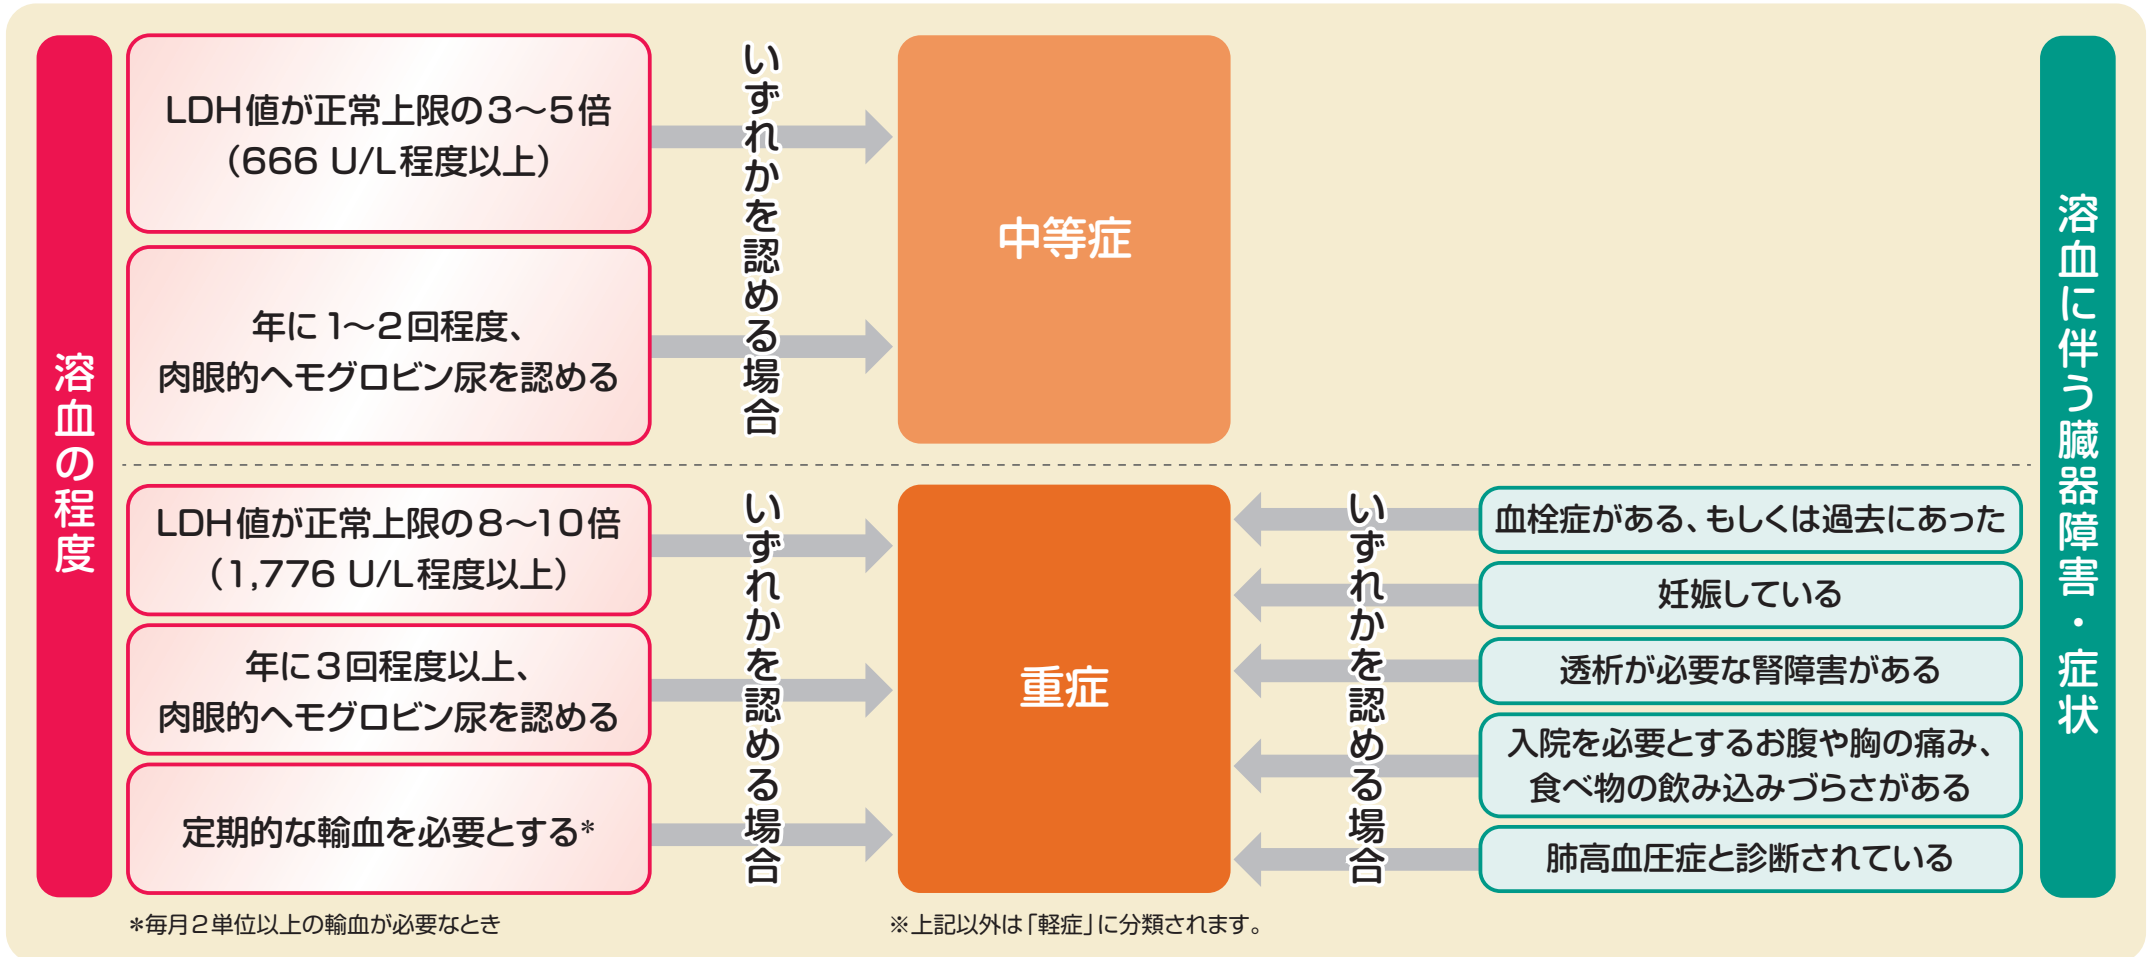 溶血の程度
LDH値が正常上限の3～5倍
（666 U/L程度以上）
年に1～2回程度、
肉眼的ヘモグロビン尿を認める
いずれかを認める場合
中等症
LDH値が正常上限の8～10倍
（1,776 U/L程度以上）
年に3回程度以上、
肉眼的ヘモグロビン尿を認める
定期的な輸血を必要とする*
いずれかを認める場合
重症
いずれかを認める場合
血栓症がある、もしくは過去にあった
妊娠している
透析が必要な腎障害がある
入院を必要とするお腹や胸の痛み、
食べ物の飲み込みづらさがある
肺高血圧症と診断されている
溶血に伴う臓器障害・症状
*毎月2単位以上の輸血が必要なとき
※上記以外は「軽症」に分類されます。